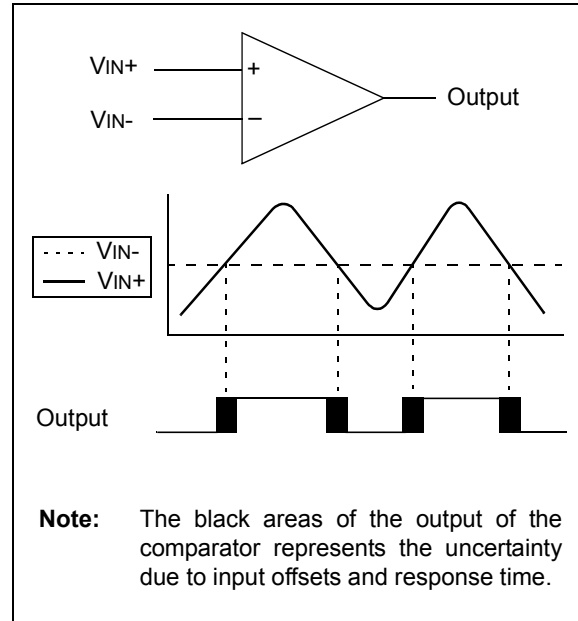 VIN+
+
Output
VIN-
–
VIN-
VIN+
Output
Note: The black areas of the output of the
comparator represents the uncertainty
due to input offsets and response time.